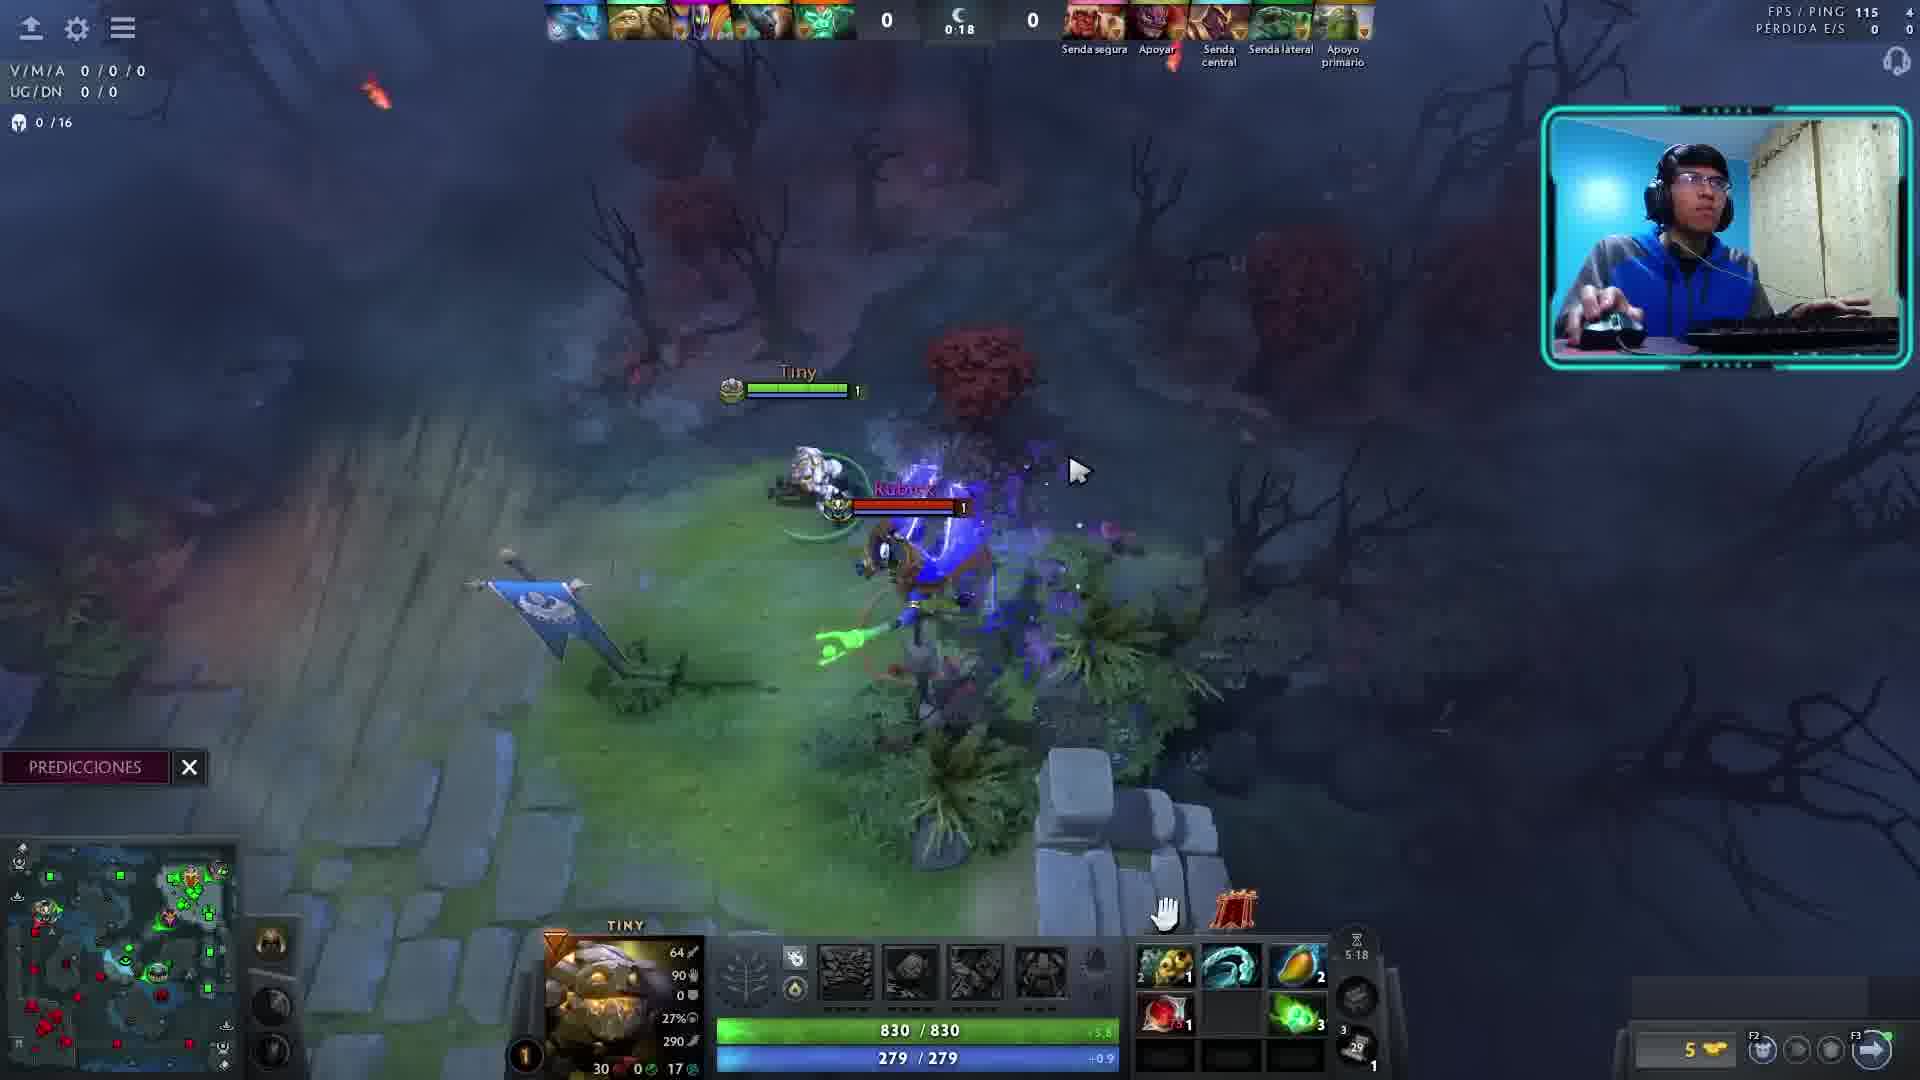 0
0:18
0
FPS / PING 115 4
PÉRDIDA E/S 0 0
Senda segura
Apoyar
Senda central
Senda lateral
Apoyo primario
V/M/A 0 / 0 / 0
UG/DN 0 / 0
0 /16
Tiny
1
Rubick
1
PREDICCIONES
TINY
64
90
0
27%
290
30 0 17
1
830 / 830
+5,8
279 / 279
+0.9
2 1
2
1
3
5:18
3
29
1
5
F2
F3